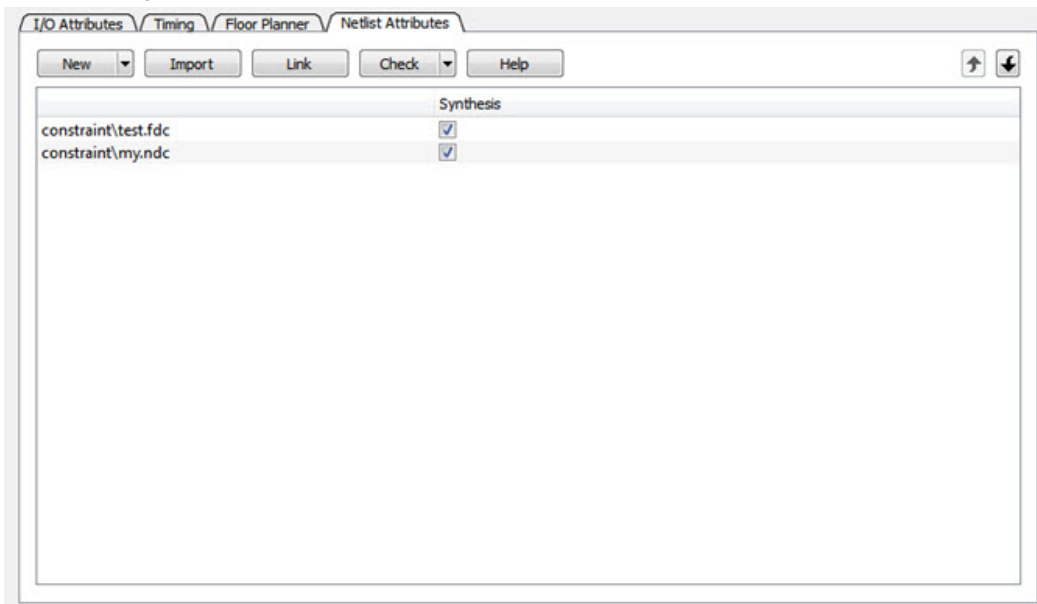 I/O Attributes Timing Floor Planner Netlist Attributes
New Import Link Check Help
Synthesis
constraint\test.fdc
constraint\my.ndc